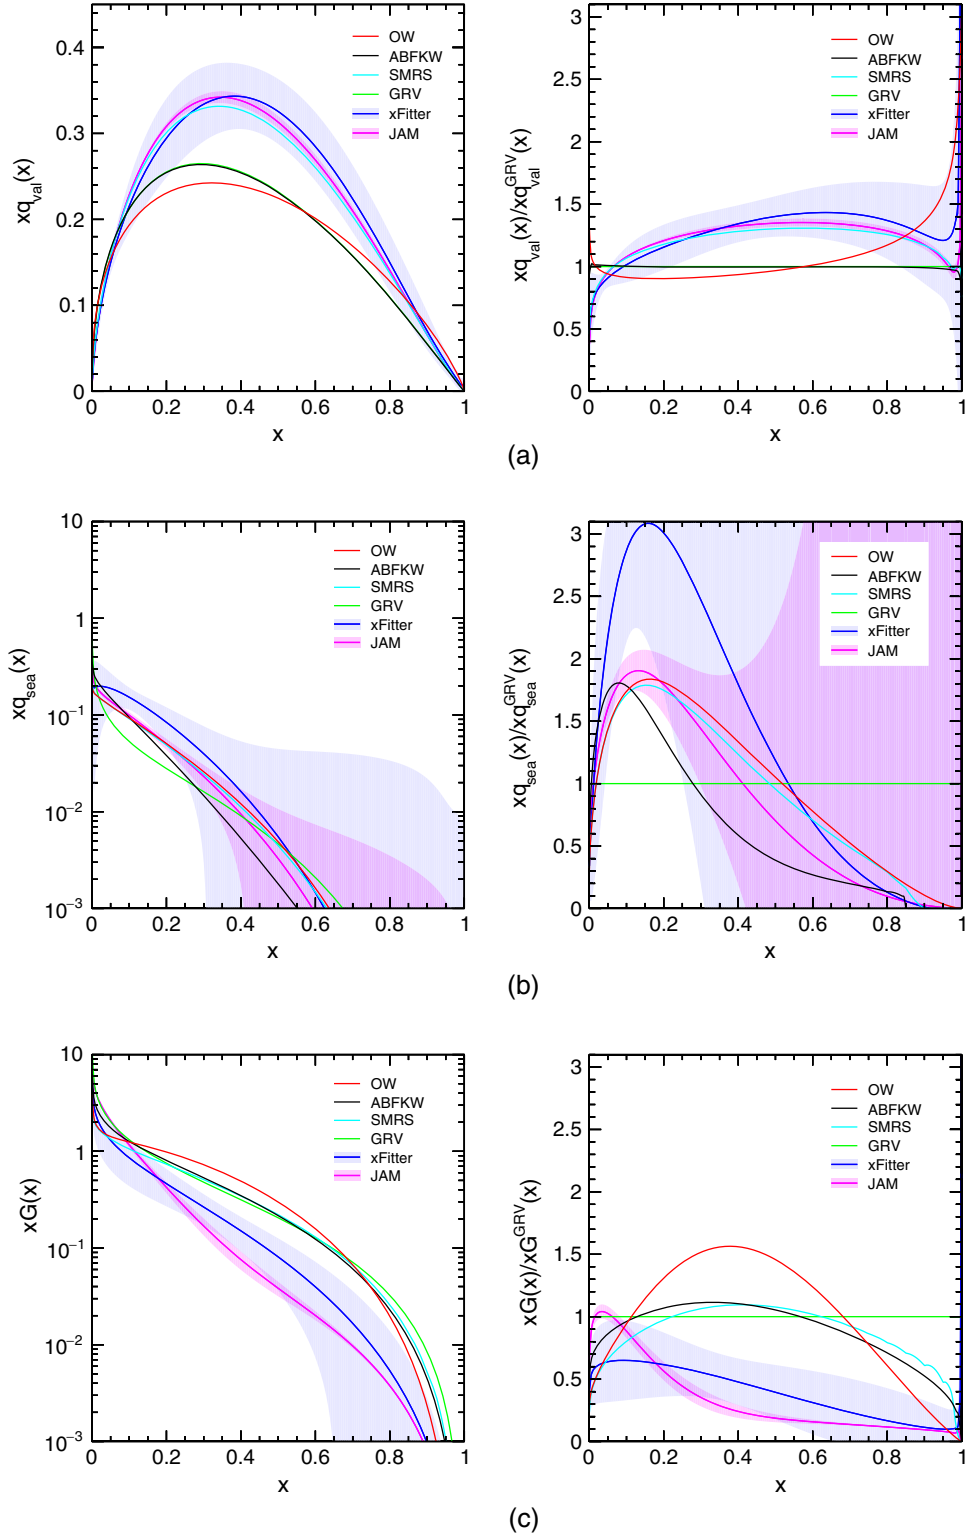 xq_val(x)
0.4
0.3
0.2
0.1
0
OW
ABFKW
SMRS
GRV
xFitter
JAM
0 0.2 0.4 0.6 0.8 1
x
xq_val(x)/xq_val^GRV(x)
3
2.5
2
1.5
1
0.5
0
OW
ABFKW
SMRS
GRV
xFitter
JAM
0 0.2 0.4 0.6 0.8 1
x
(a)
xq_sea(x)
10
1
10^−1
10^−2
10^−3
OW
ABFKW
SMRS
GRV
xFitter
JAM
0 0.2 0.4 0.6 0.8 1
x
xq_sea(x)/xq_sea^GRV(x)
3
2.5
2
1.5
1
0.5
0
OW
ABFKW
SMRS
GRV
xFitter
JAM
0 0.2 0.4 0.6 0.8 1
x
(b)
xG(x)
10
1
10^−1
10^−2
10^−3
OW
ABFKW
SMRS
GRV
xFitter
JAM
0 0.2 0.4 0.6 0.8 1
x
xG(x)/xG^GRV(x)
3
2.5
2
1.5
1
0.5
0
OW
ABFKW
SMRS
GRV
xFitter
JAM
0 0.2 0.4 0.6 0.8 1
x
(c)